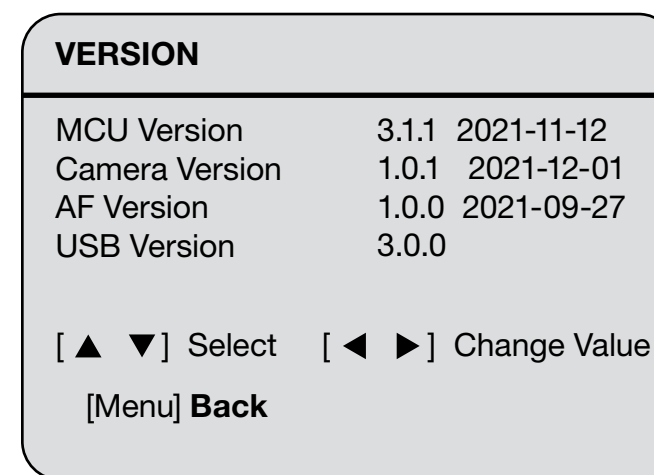 VERSION
MCU Version 3.1.1 2021-11-12
Camera Version 1.0.1 2021-12-01
AF Version 1.0.0 2021-09-27
USB Version 3.0.0
[ ▲ ▼ ] Select [ ◀ ▶ ] Change Value
[Menu] Back